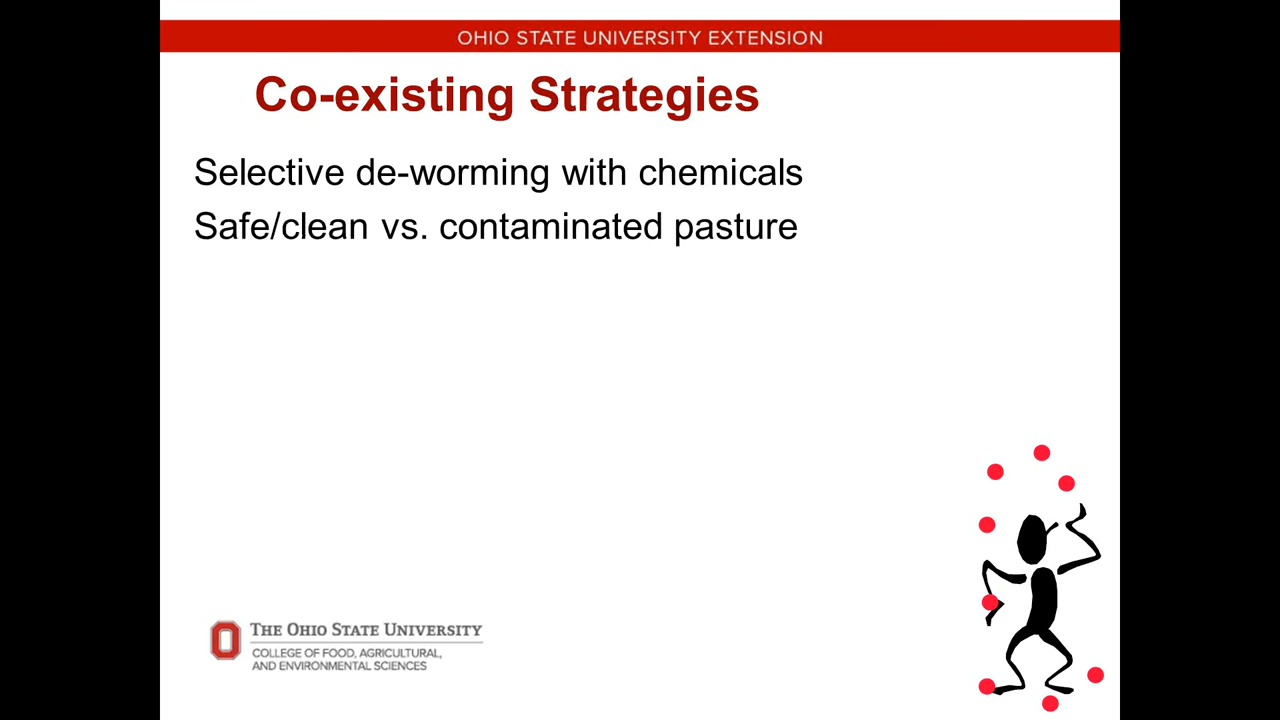 OHIO STATE UNIVERSITY EXTENSION
Co-existing Strategies
Selective de-worming with chemicals
Safe/clean vs. contaminated pasture
THE OHIO STATE UNIVERSITY
COLLEGE OF FOOD, AGRICULTURAL,
AND ENVIRONMENTAL SCIENCES